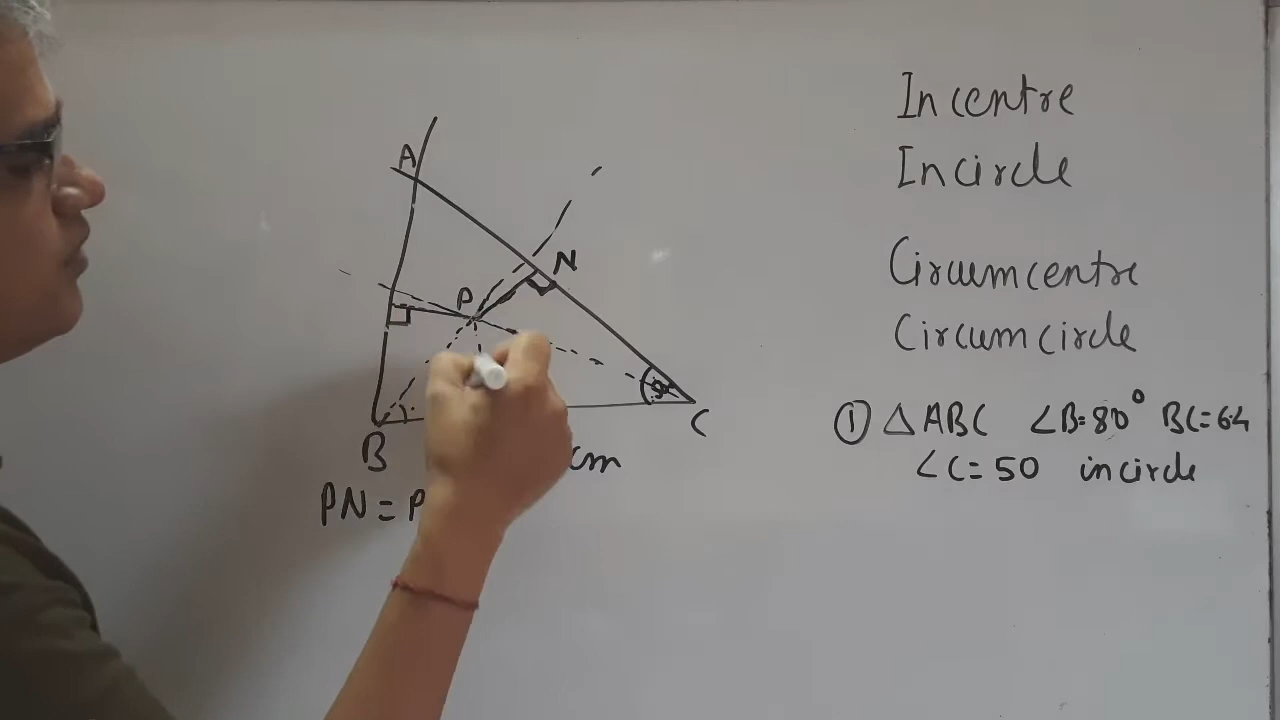 Incentre
Incircle
Circumcentre
Circumcircle
① △ABC ∠B=80° BC=6.4
∠C=50 incircle
A
N
P
B
C
cm
PN = P